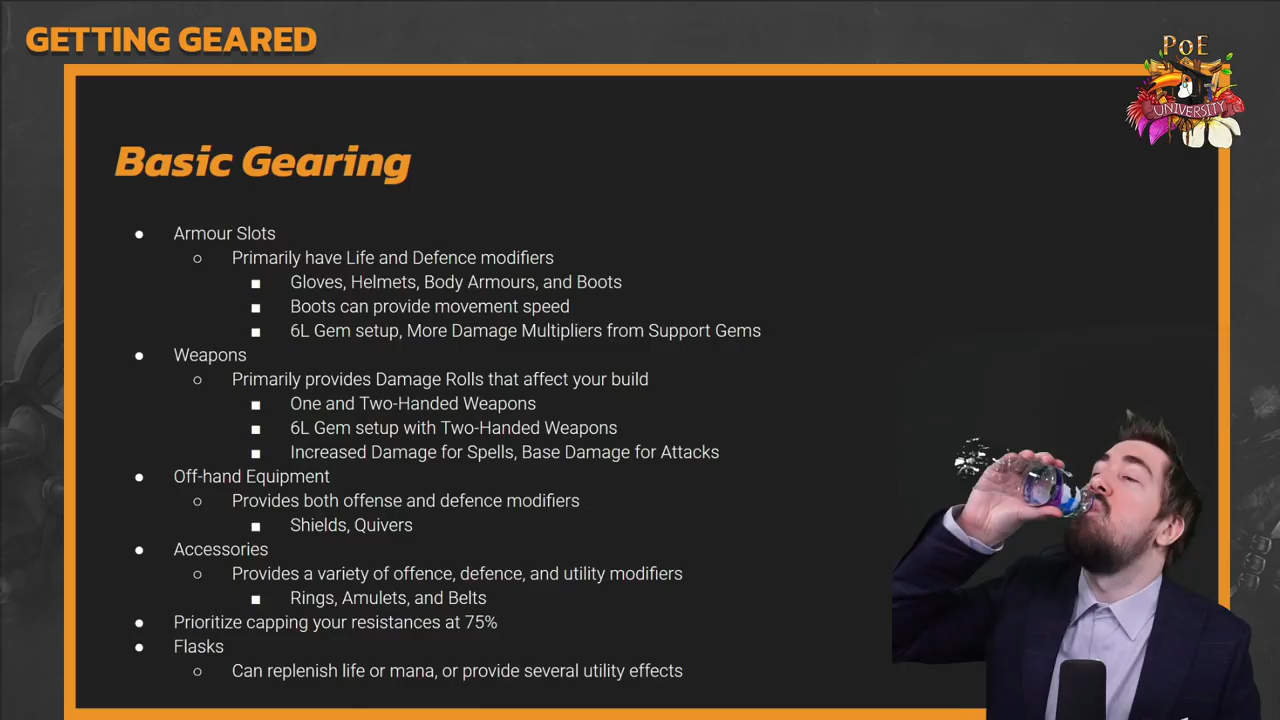 GETTING GEARED
PoE
UNIVERSITY
Basic Gearing
● Armour Slots
○ Primarily have Life and Defence modifiers
■ Gloves, Helmets, Body Armours, and Boots
■ Boots can provide movement speed
■ 6L Gem setup, More Damage Multipliers from Support Gems
● Weapons
○ Primarily provides Damage Rolls that affect your build
■ One and Two-Handed Weapons
■ 6L Gem setup with Two-Handed Weapons
■ Increased Damage for Spells, Base Damage for Attacks
● Off-hand Equipment
○ Provides both offense and defence modifiers
■ Shields, Quivers
● Accessories
○ Provides a variety of offence, defence, and utility modifiers
■ Rings, Amulets, and Belts
● Prioritize capping your resistances at 75%
● Flasks
○ Can replenish life or mana, or provide several utility effects